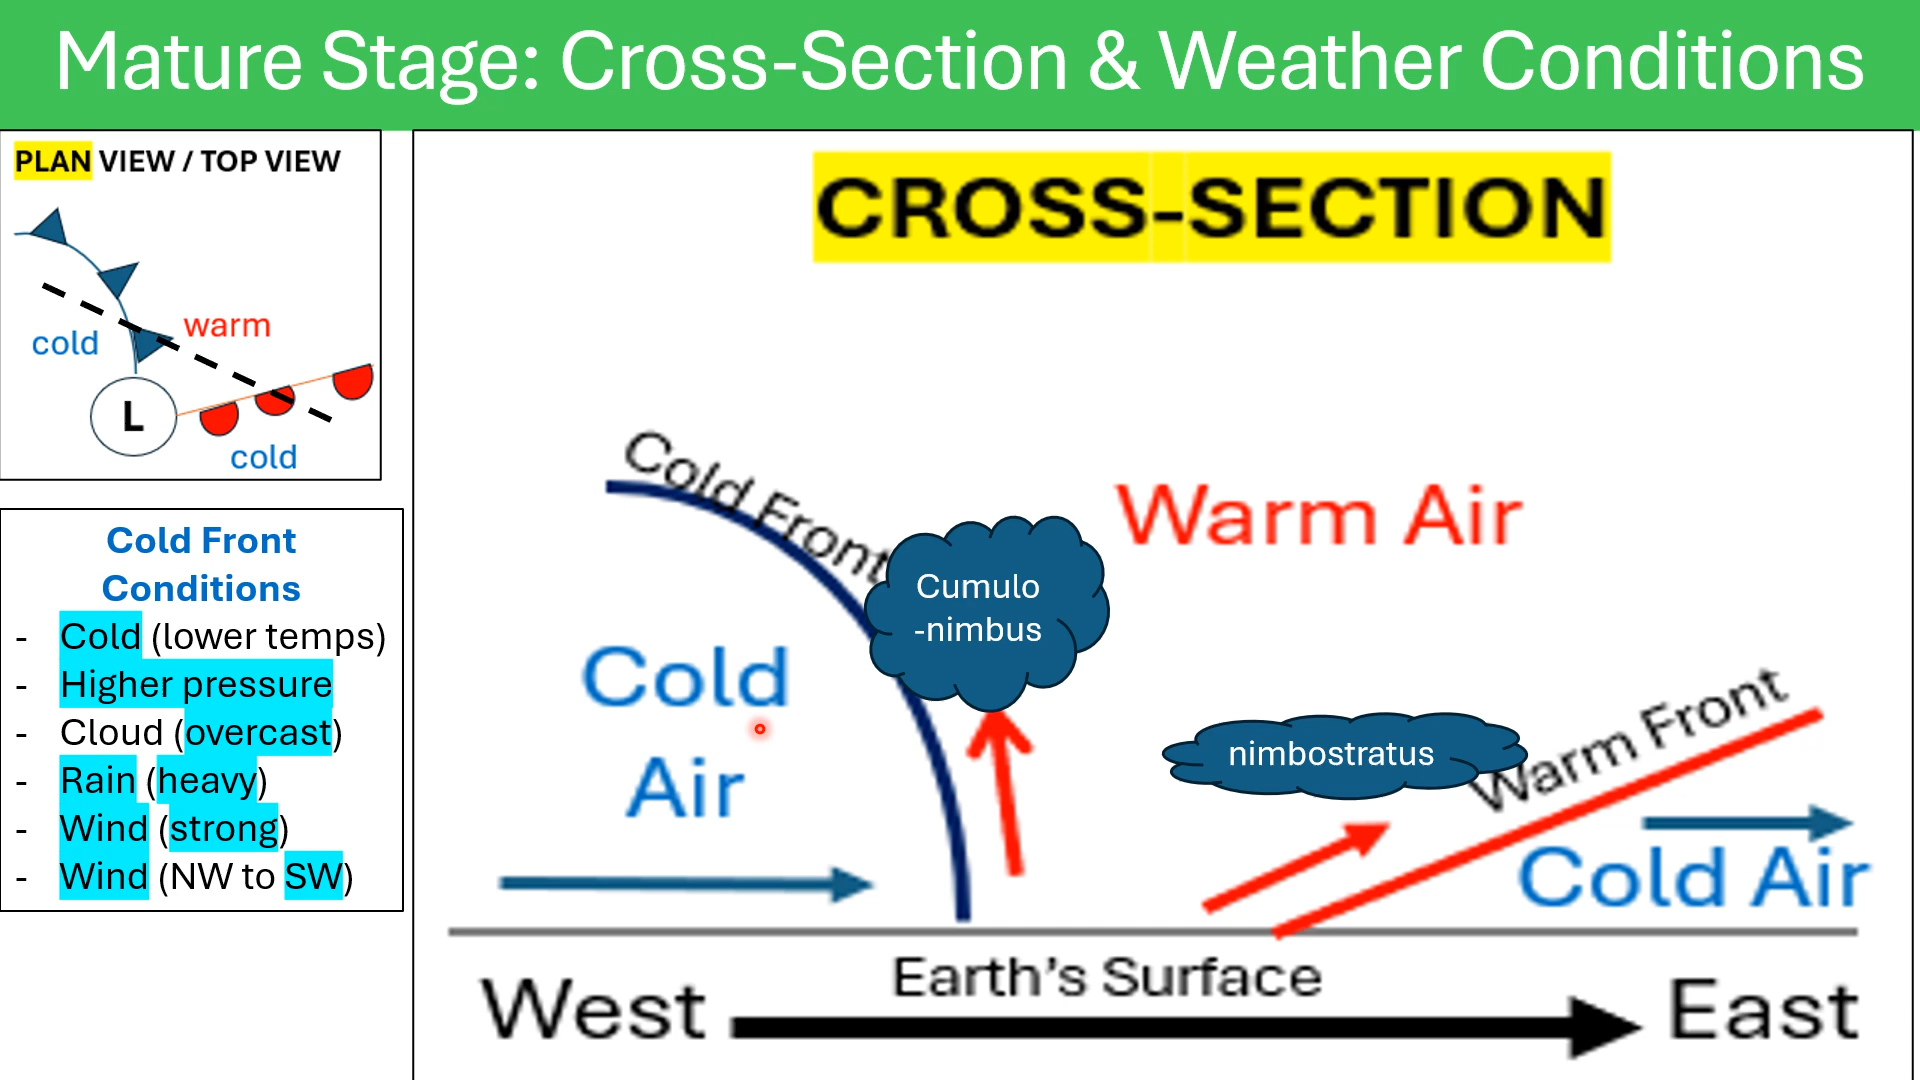 Mature Stage: Cross-Section & Weather Conditions
PLAN VIEW / TOP VIEW
cold
warm
L
cold
Cold Front
Conditions
- Cold (lower temps)
- Higher pressure
- Cloud (overcast)
- Rain (heavy)
- Wind (strong)
- Wind (NW to SW)
CROSS-SECTION
Cold Front
Warm Air
Cumulo
-nimbus
Cold
Air
nimbostratus
Warm Front
Cold Air
Earth's Surface
West
East